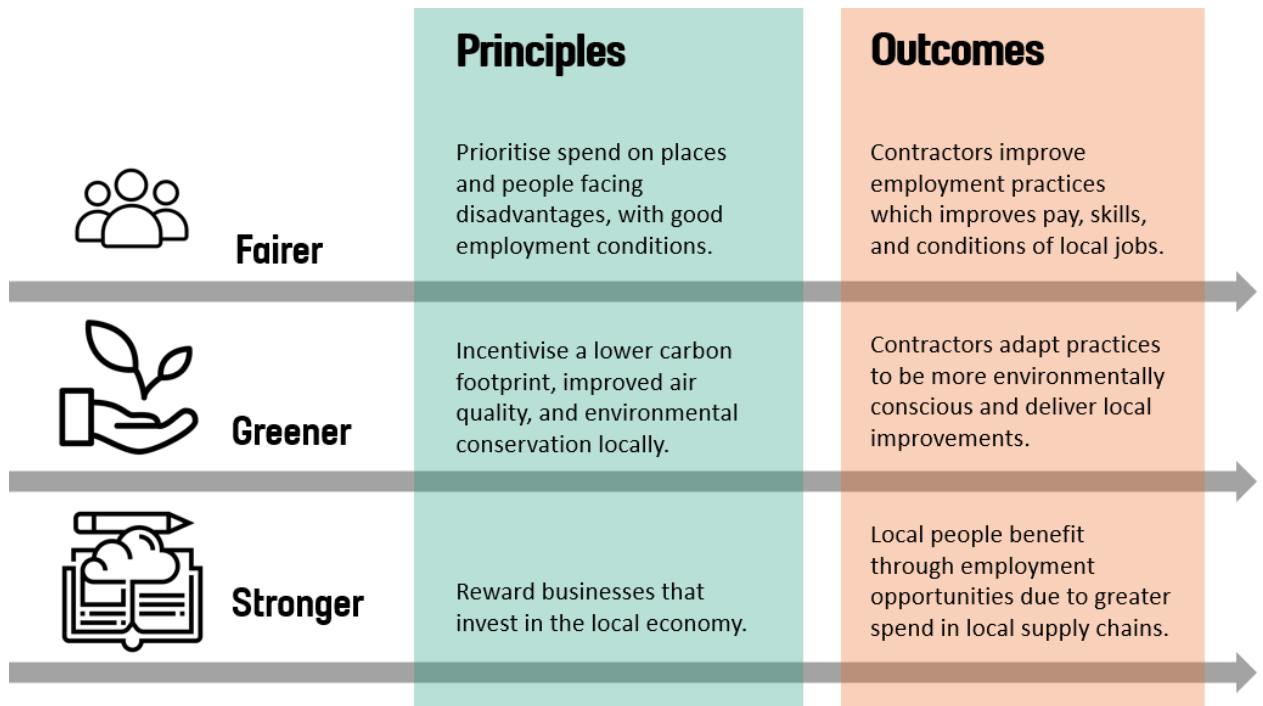 Principles
Outcomes
Fairer
Prioritise spend on places
and people facing
disadvantages, with good
employment conditions.
Contractors improve
employment practices
which improves pay, skills,
and conditions of local jobs.
Greener
Incentivise a lower carbon
footprint, improved air
quality, and environmental
conservation locally.
Contractors adapt practices
to be more environmentally
conscious and deliver local
improvements.
Stronger
Reward businesses that
invest in the local economy.
Local people benefit
through employment
opportunities due to greater
spend in local supply chains.